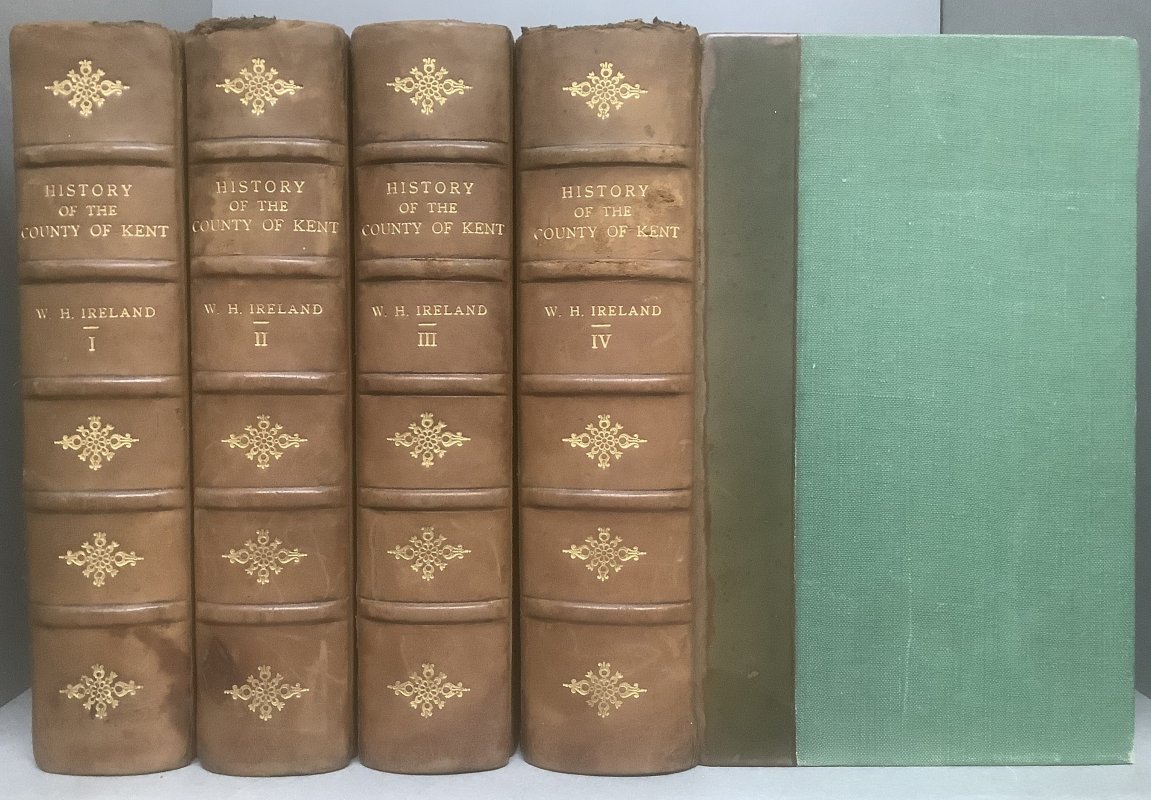 HISTORY
OF THE
COUNTY OF KENT
W. H. IRELAND
I
HISTORY
OF THE
COUNTY OF KENT
W. H. IRELAND
II
HISTORY
OF THE
COUNTY OF KENT
W. H. IRELAND
III
HISTORY
OF THE
COUNTY OF KENT
W. H. IRELAND
IV